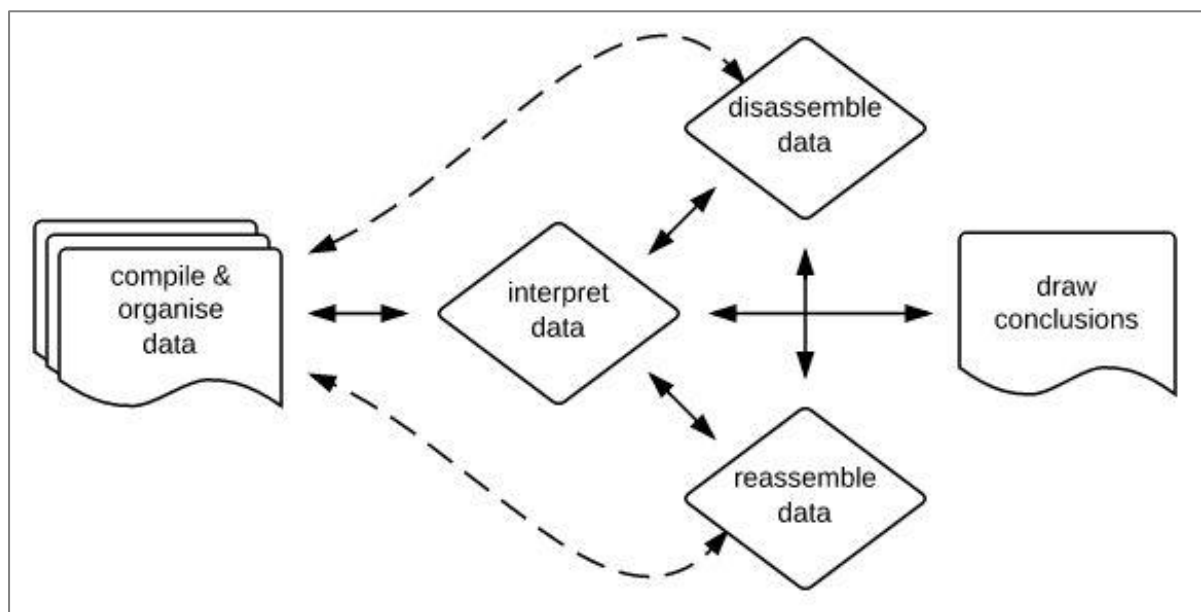 disassemble
data
compile &
organise
data
interpret
data
draw
conclusions
reassemble
data